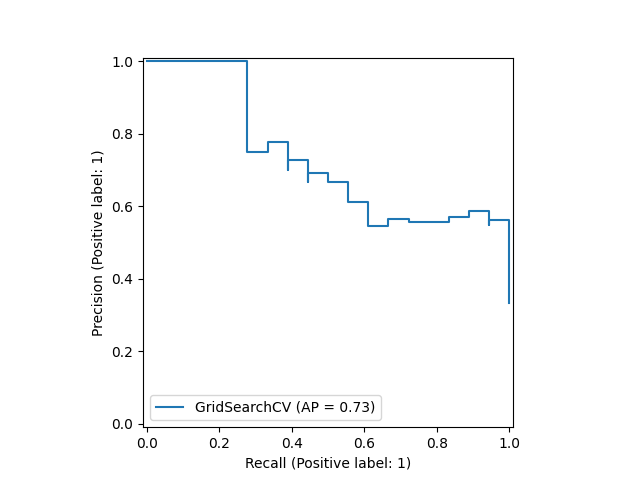 1.0
0.8
0.6
0.4
0.2
0.0
Precision (Positive label: 1)
GridSearchCV (AP = 0.73)
0.0 0.2 0.4 0.6 0.8 1.0
Recall (Positive label: 1)